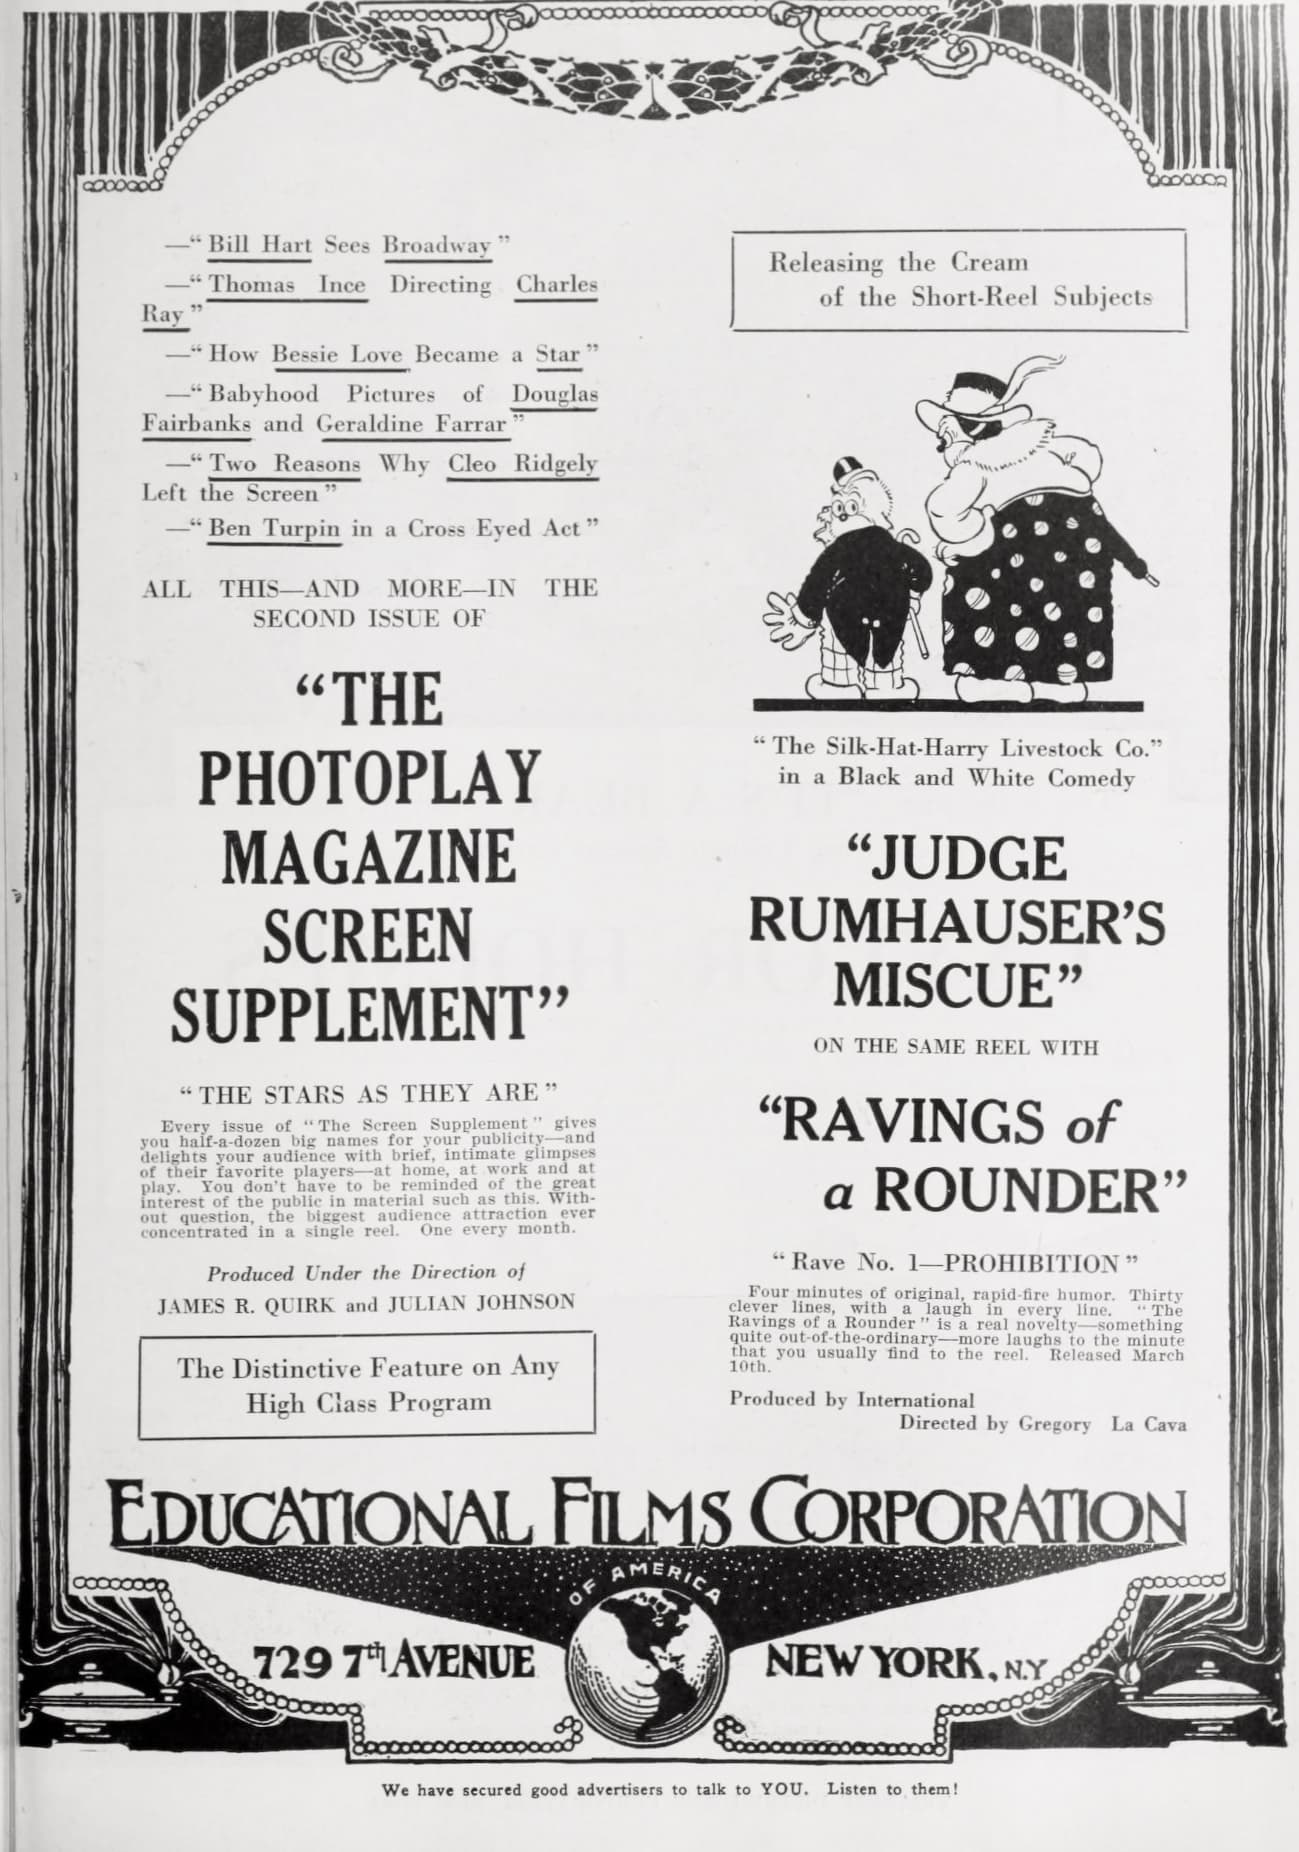 —“ Bill Hart Sees Broadway ”
—“ Thomas Ince Directing Charles
Ray ”
—“ How Bessie Love Became a Star ”
—“ Babyhood Pictures of Douglas
Fairbanks and Geraldine Farrar ”
—“ Two Reasons Why Cleo Ridgely
Left the Screen ”
—“ Ben Turpin in a Cross Eyed Act ”
ALL THIS—AND MORE—IN THE
SECOND ISSUE OF
“THE
PHOTOPLAY
MAGAZINE
SCREEN
SUPPLEMENT”
“ THE STARS AS THEY ARE ”
Every issue of “ The Screen Supplement ” gives
you half-a-dozen big names for your publicity—and
delights your audience with brief, intimate glimpses
of their favorite players—at home, at work and at
play. You don't have to be reminded of the great
interest of the public in material such as this. With-
out question, the biggest audience attraction ever
concentrated in a single reel. One every month.
Produced Under the Direction of
JAMES R. QUIRK and JULIAN JOHNSON
The Distinctive Feature on Any
High Class Program
Releasing the Cream
of the Short-Reel Subjects
“ The Silk-Hat-Harry Livestock Co.”
in a Black and White Comedy
“JUDGE
RUMHAUSER’S
MISCUE”
ON THE SAME REEL WITH
“RAVINGS of
a ROUNDER”
“ Rave No. 1—PROHIBITION ”
Four minutes of original, rapid-fire humor. Thirty
clever lines, with a laugh in every line. “ The
Ravings of a Rounder ” is a real novelty—something
quite out-of-the-ordinary—more laughs to the minute
that you usually find to the reel. Released March
10th.
Produced by International
Directed by Gregory La Cava
EDUCATIONAL FILMS CORPORATION
OF AMERICA
729 7th AVENUE NEW YORK, N.Y
We have secured good advertisers to talk to YOU. Listen to them!